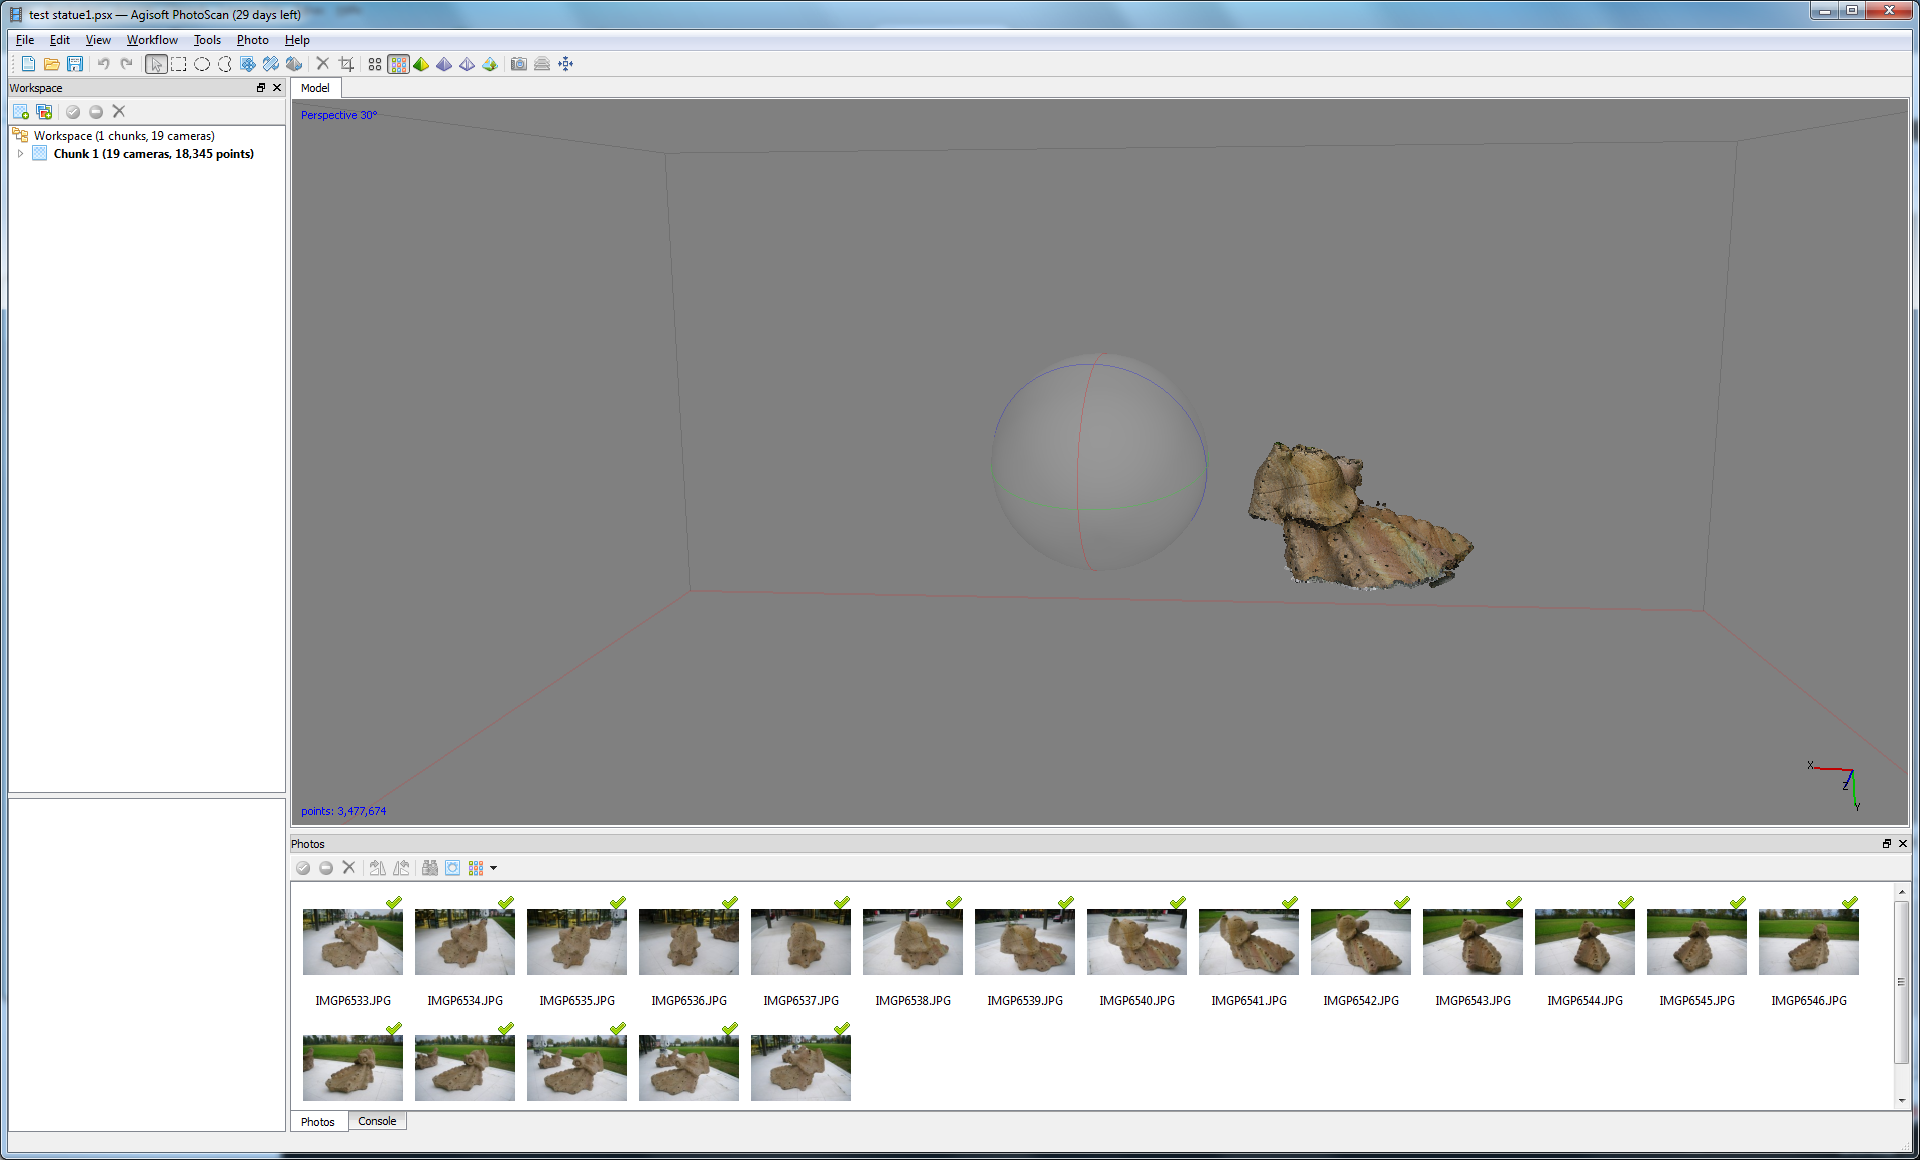 test statue1.psx — Agisoft PhotoScan (29 days left)
File Edit View Workflow Tools Photo Help
Workspace
Model
Workspace (1 chunks, 19 cameras)
Chunk 1 (19 cameras, 18,345 points)
Perspective 30°
X
Z
Y
points: 3,477,674
Photos
IMGP6533.JPG IMGP6534.JPG IMGP6535.JPG IMGP6536.JPG IMGP6537.JPG IMGP6538.JPG IMGP6539.JPG IMGP6540.JPG IMGP6541.JPG IMGP6542.JPG IMGP6543.JPG IMGP6544.JPG IMGP6545.JPG IMGP6546.JPG
Photos Console